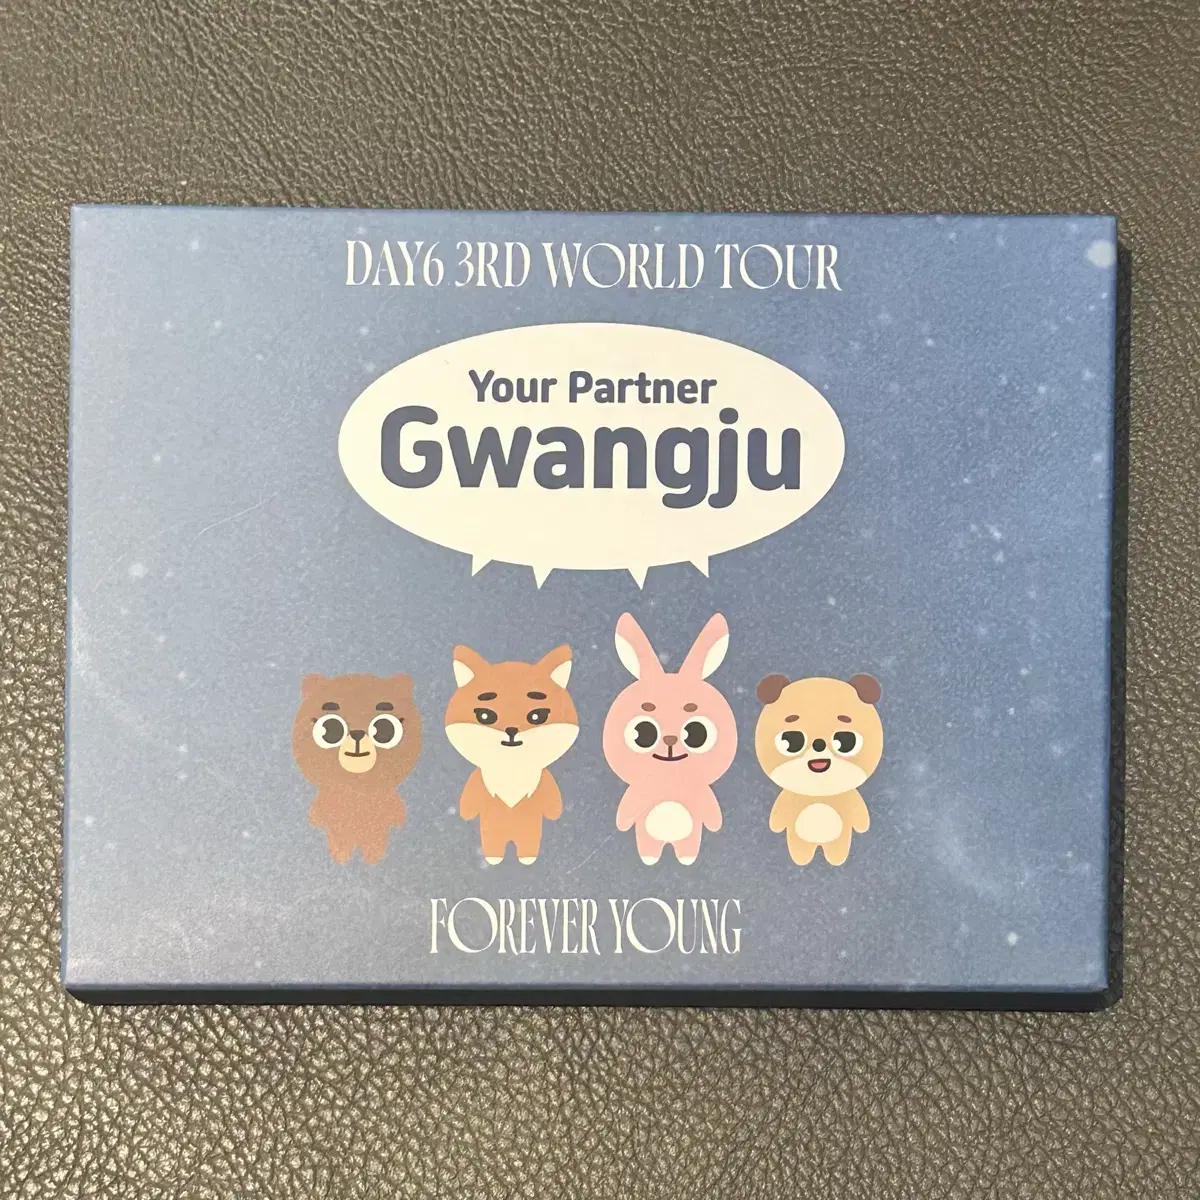 DAY6 3RD WORLD TOUR
Your Partner
Gwangju
FOREVER YOUNG